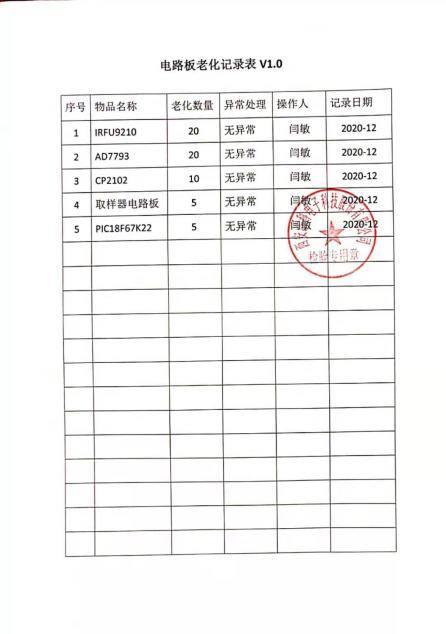 电路板老化记录表 V1.0
序号 物品名称 老化数量 异常处理 操作人 记录日期
1 IRFU9210 20 无异常 闫敏 2020-12
2 AD7793 20 无异常 闫敏 2020-12
3 CP2102 10 无异常 闫敏 2020-12
4 取样器电路板 5 无异常 闫敏 2020-12
5 PIC18F67K22 5 无异常 闫敏 2020-12
检验专用章